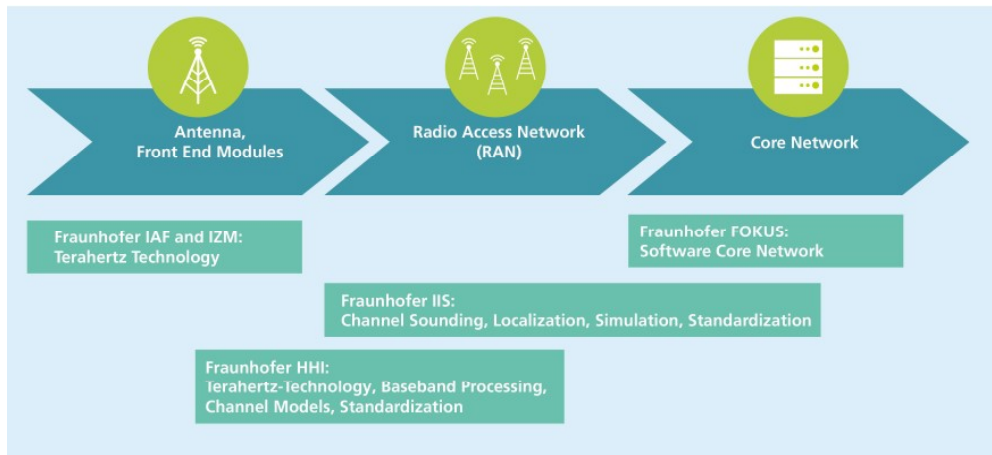 Antenna,
Front End Modules
Radio Access Network
(RAN)
Core Network
Fraunhofer IAF and IZM:
Terahertz Technology
Fraunhofer FOKUS:
Software Core Network
Fraunhofer IIS:
Channel Sounding, Localization, Simulation, Standardization
Fraunhofer HHI:
Terahertz-Technology, Baseband Processing,
Channel Models, Standardization